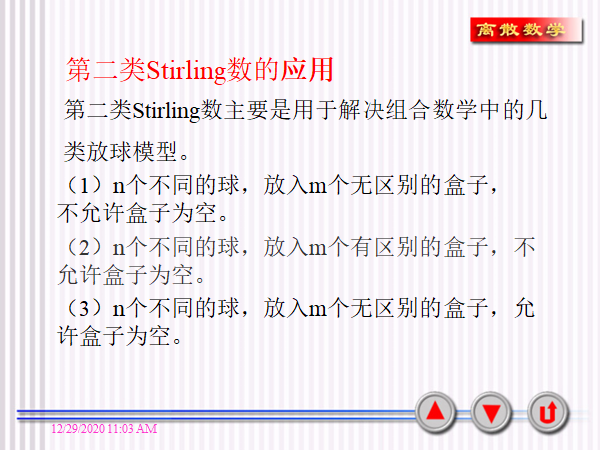 离散数学
第二类Stirling数的应用
第二类Stirling数主要是用于解决组合数学中的几
类放球模型。
（1）n个不同的球，放入m个无区别的盒子，
不允许盒子为空。
（2）n个不同的球，放入m个有区别的盒子，不
允许盒子为空。
（3）n个不同的球，放入m个无区别的盒子，允
许盒子为空。
12/29/2020 11:03 AM